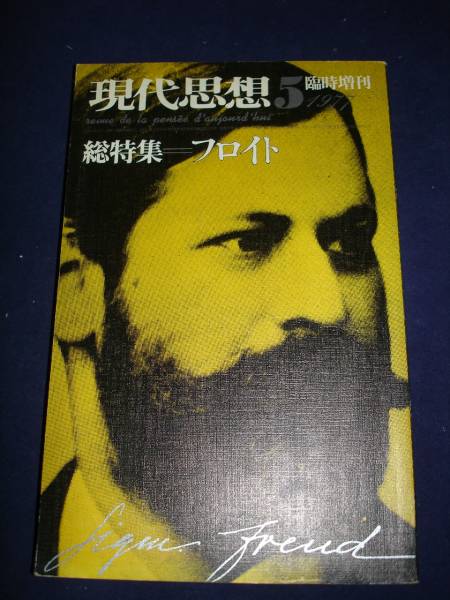 現代思想5 臨時増刊
1977
revue de la pensée d'aujourd'hui
総特集=フロイト
Sigm. Freud